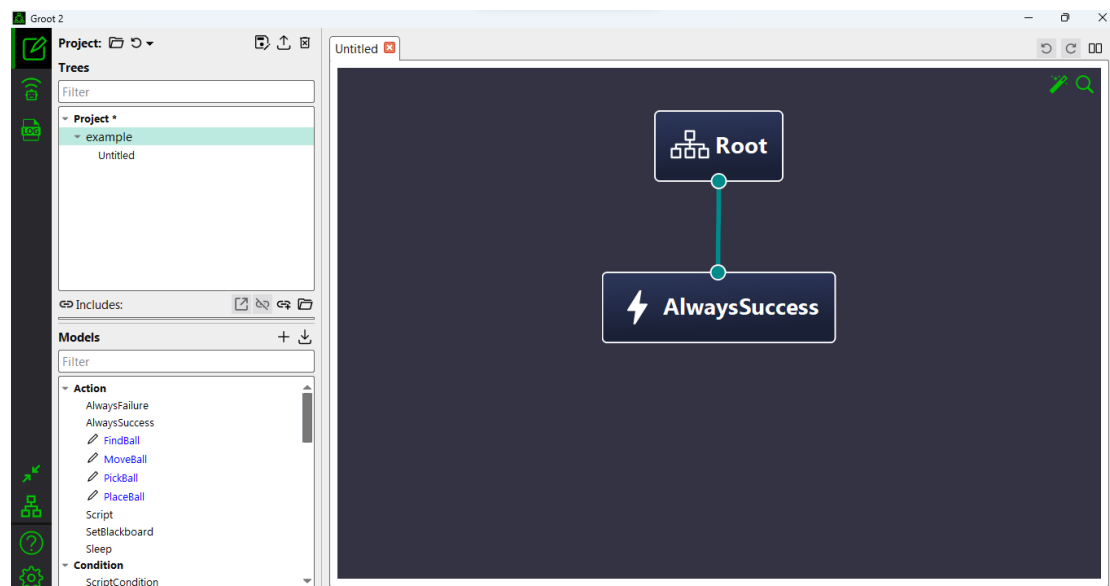 Groot 2
Project:
Trees
Filter
Project *
example
Untitled
Includes:
Models
Filter
Action
AlwaysFailure
AlwaysSuccess
FindBall
MoveBall
PickBall
PlaceBall
Script
SetBlackboard
Sleep
Condition
ScriptCondition
LOG
Untitled
Root
AlwaysSuccess